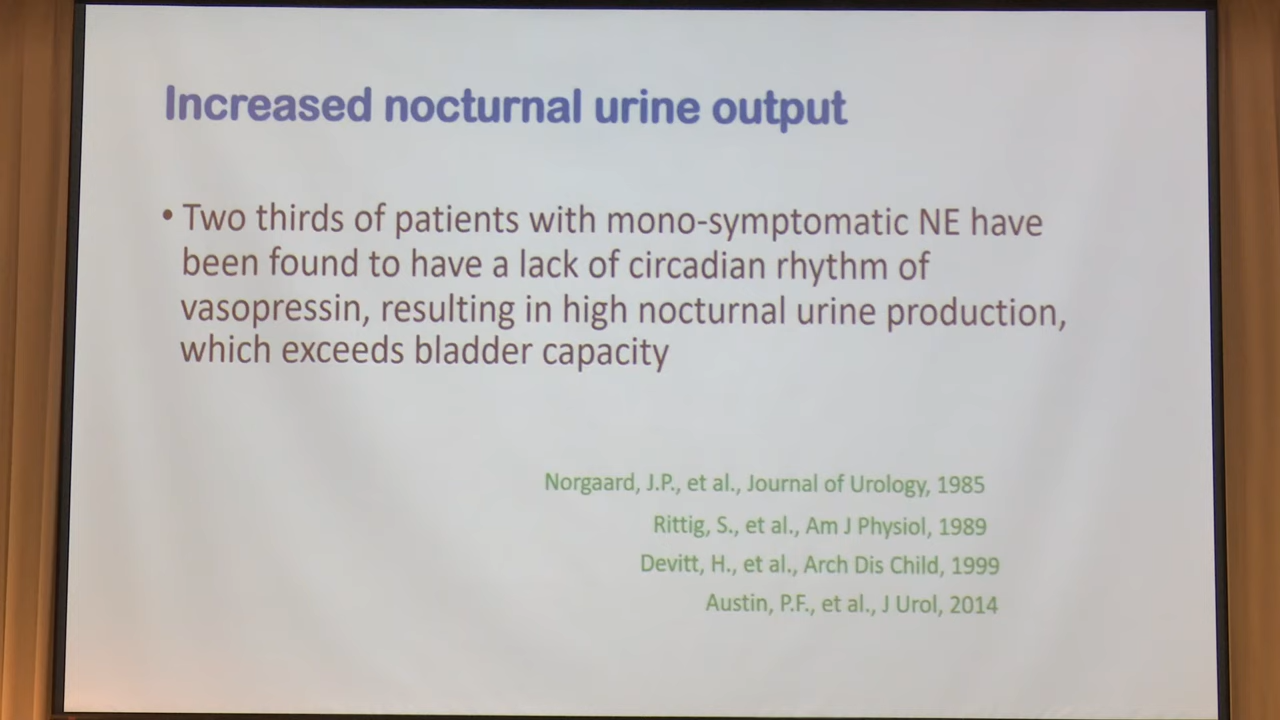 Increased nocturnal urine output
• Two thirds of patients with mono-symptomatic NE have
been found to have a lack of circadian rhythm of
vasopressin, resulting in high nocturnal urine production,
which exceeds bladder capacity
Norgaard, J.P., et al., Journal of Urology, 1985
Rittig, S., et al., Am J Physiol, 1989
Devitt, H., et al., Arch Dis Child, 1999
Austin, P.F., et al., J Urol, 2014